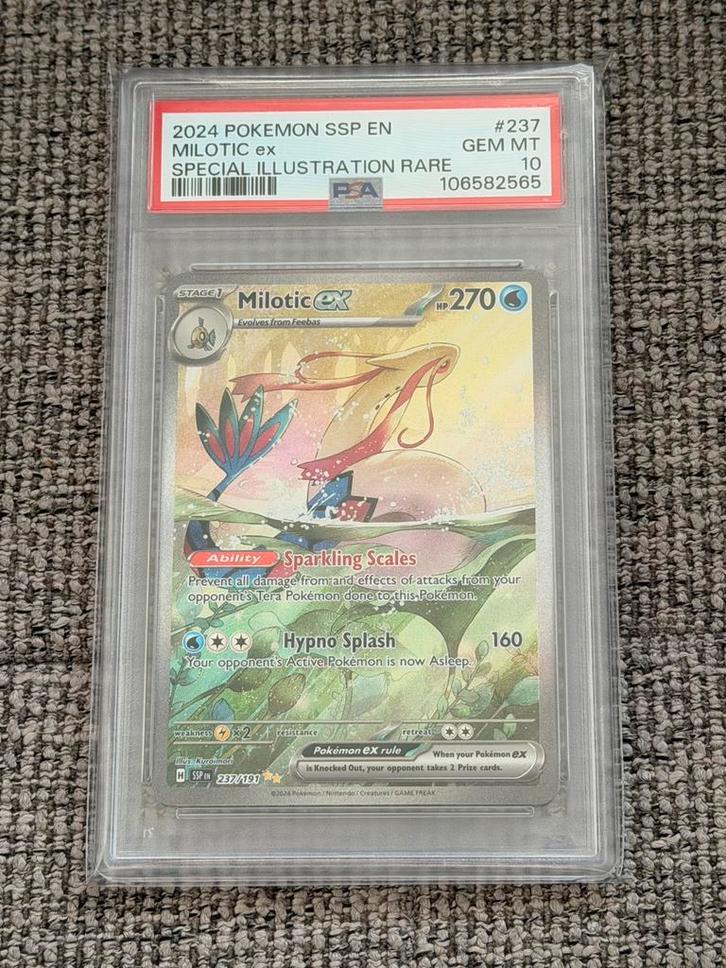 2024 POKEMON SSP EN #237
MILOTIC ex GEM MT
SPECIAL ILLUSTRATION RARE 10
PSA 106582565
STAGE 1 Milotic ex HP 270
Evolves from Feebas
Ability Sparkling Scales
Prevent all damage from and effects of attacks from your
opponent's Tera Pokémon done to this Pokémon.
Hypno Splash 160
Your opponent's Active Pokémon is now Asleep.
weakness ×2 resistance retreat
Pokémon ex rule When your Pokémon ex
is Knocked Out, your opponent takes 2 Prize cards.
Illus. Kuroimori
H SSP EN 237/191
©2024 Pokémon / Nintendo / Creatures / GAME FREAK